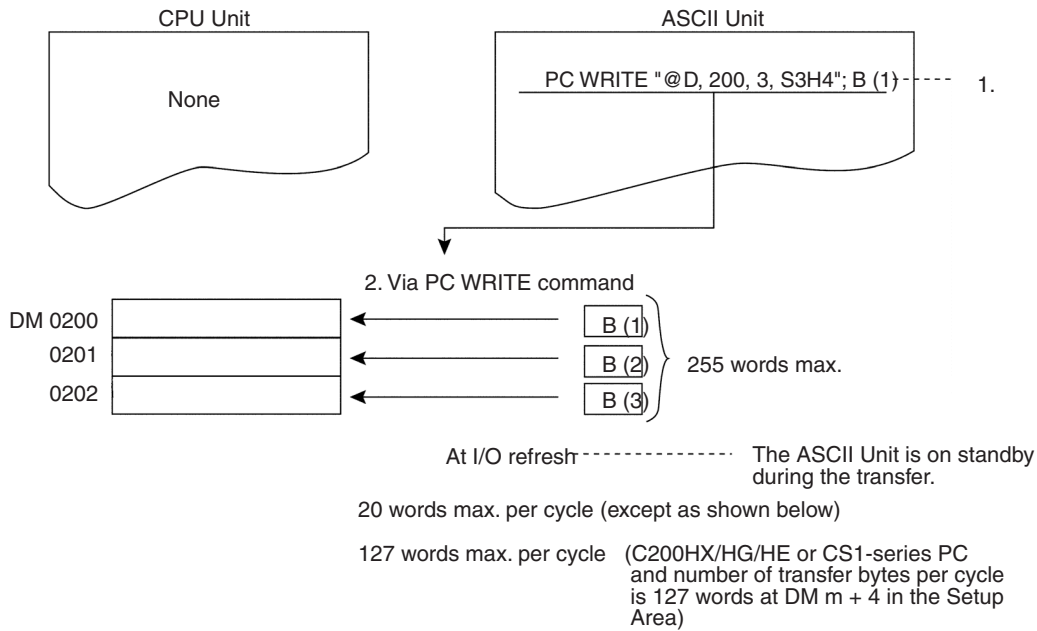 CPU Unit
ASCII Unit
None
PC WRITE "@D, 200, 3, S3H4"; B (1)
1.
2. Via PC WRITE command
DM 0200
B (1)
0201
B (2)
255 words max.
0202
B (3)
At I/O refresh
The ASCII Unit is on standby
during the transfer.
20 words max. per cycle (except as shown below)
127 words max. per cycle (C200HX/HG/HE or CS1-series PC
and number of transfer bytes per cycle
is 127 words at DM m + 4 in the Setup
Area)